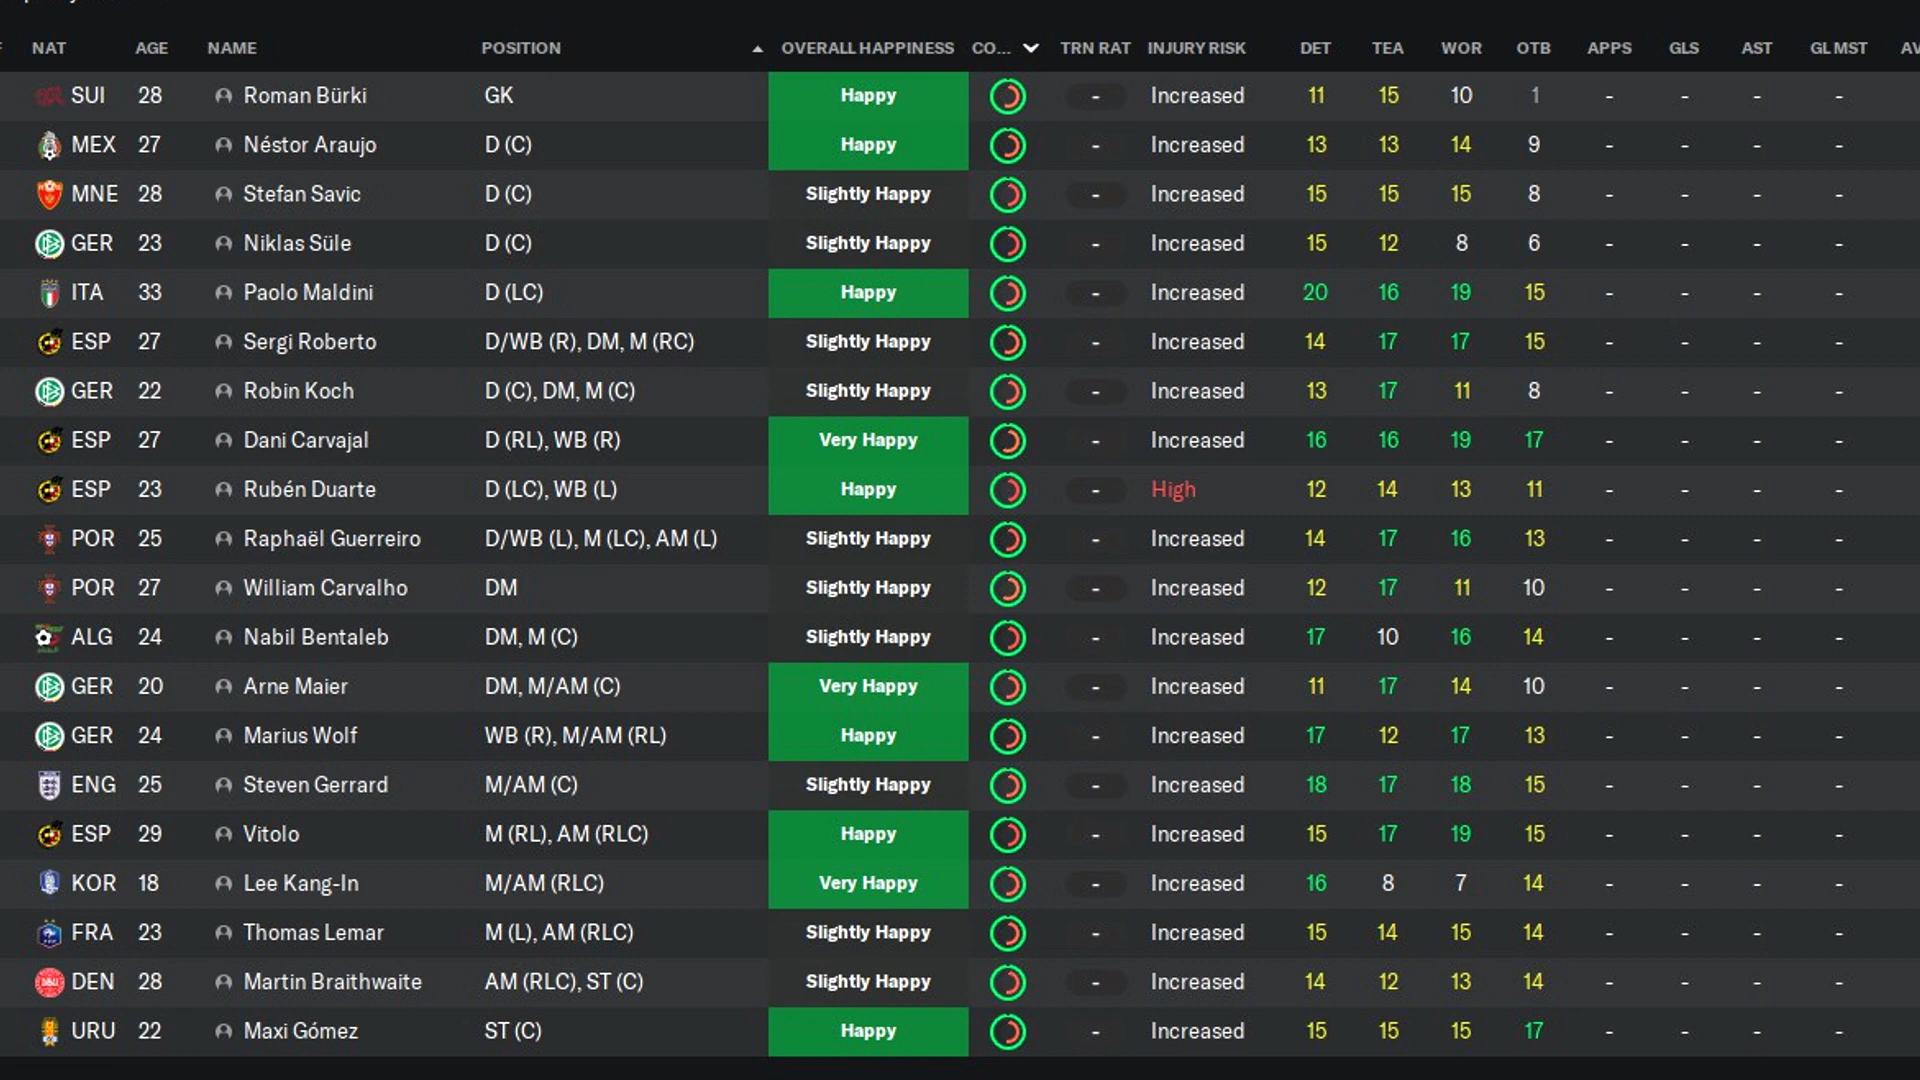 NAT AGE NAME POSITION OVERALL HAPPINESS CO... TRN RAT INJURY RISK DET TEA WOR OTB APPS GLS AST GL MST AV
SUI 28 Roman Bürki GK Happy - Increased 11 15 10 1 - - - -
MEX 27 Néstor Araujo D (C) Happy - Increased 13 13 14 9 - - - -
MNE 28 Stefan Savic D (C) Slightly Happy - Increased 15 15 15 8 - - - -
GER 23 Niklas Süle D (C) Slightly Happy - Increased 15 12 8 6 - - - -
ITA 33 Paolo Maldini D (LC) Happy - Increased 20 16 19 15 - - - -
ESP 27 Sergi Roberto D/WB (R), DM, M (RC) Slightly Happy - Increased 14 17 17 15 - - - -
GER 22 Robin Koch D (C), DM, M (C) Slightly Happy - Increased 13 17 11 8 - - - -
ESP 27 Dani Carvajal D (RL), WB (R) Very Happy - Increased 16 16 19 17 - - - -
ESP 23 Rubén Duarte D (LC), WB (L) Happy - High 12 14 13 11 - - - -
POR 25 Raphaël Guerreiro D/WB (L), M (LC), AM (L) Slightly Happy - Increased 14 17 16 13 - - - -
POR 27 William Carvalho DM Slightly Happy - Increased 12 17 11 10 - - - -
ALG 24 Nabil Bentaleb DM, M (C) Slightly Happy - Increased 17 10 16 14 - - - -
GER 20 Arne Maier DM, M/AM (C) Very Happy - Increased 11 17 14 10 - - - -
GER 24 Marius Wolf WB (R), M/AM (RL) Happy - Increased 17 12 17 13 - - - -
ENG 25 Steven Gerrard M/AM (C) Slightly Happy - Increased 18 17 18 15 - - - -
ESP 29 Vitolo M (RL), AM (RLC) Happy - Increased 15 17 19 15 - - - -
KOR 18 Lee Kang-In M/AM (RLC) Very Happy - Increased 16 8 7 14 - - - -
FRA 23 Thomas Lemar M (L), AM (RLC) Slightly Happy - Increased 15 14 15 14 - - - -
DEN 28 Martin Braithwaite AM (RLC), ST (C) Slightly Happy - Increased 14 12 13 14 - - - -
URU 22 Maxi Gómez ST (C) Happy - Increased 15 15 15 17 - - - -